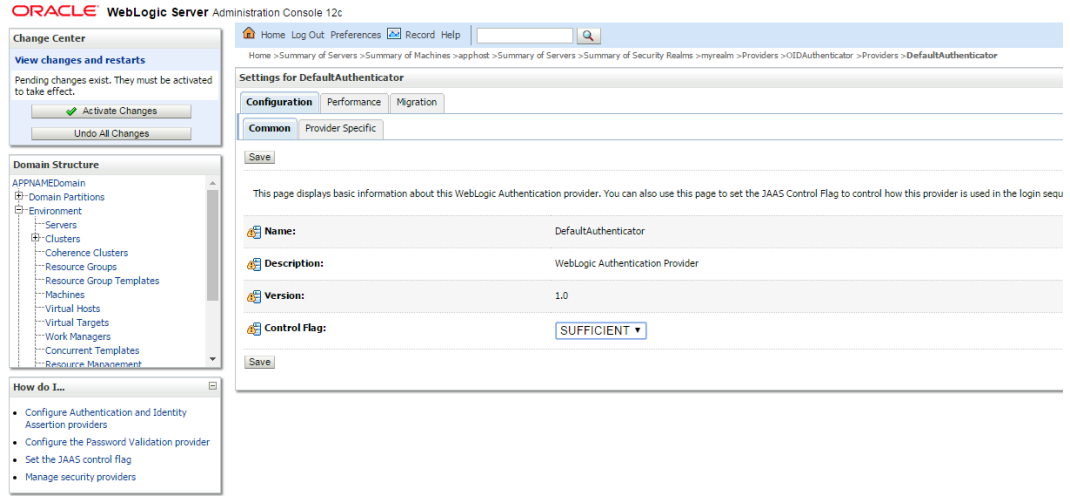 ORACLE WebLogic Server Administration Console 12c
Change Center
View changes and restarts
Pending changes exist. They must be activated
to take effect.
Activate Changes
Undo All Changes
Domain Structure
APPNAMEDomain
Domain Partitions
Environment
Servers
Clusters
Coherence Clusters
Resource Groups
Resource Group Templates
Machines
Virtual Hosts
Virtual Targets
Work Managers
Concurrent Templates
Resource Management
How do I...
Configure Authentication and Identity
Assertion providers
Configure the Password Validation provider
Set the JAAS control flag
Manage security providers
Home Log Out Preferences Record Help
Home >Summary of Servers >Summary of Machines >apphost >Summary of Servers >Summary of Security Realms >myrealm >Providers >OIDAuthenticator >Providers >DefaultAuthenticator
Settings for DefaultAuthenticator
Configuration Performance Migration
Common Provider Specific
Save
This page displays basic information about this WebLogic Authentication provider. You can also use this page to set the JAAS Control Flag to control how this provider is used in the login sequ
Name: DefaultAuthenticator
Description: WebLogic Authentication Provider
Version: 1.0
Control Flag: SUFFICIENT
Save